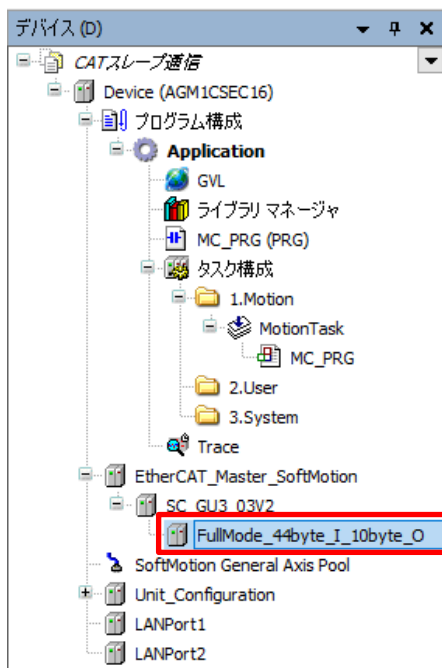 デバイス (D)
CATスレーブ通信
Device (AGM1CSEC16)
プログラム構成
Application
GVL
ライブラリ マネージャ
MC_PRG (PRG)
タスク構成
1.Motion
MotionTask
MC_PRG
2.User
3.System
Trace
EtherCAT_Master_SoftMotion
SC_GU3_03V2
FullMode_44byte_I_10byte_O
SoftMotion General Axis Pool
Unit_Configuration
LANPort1
LANPort2